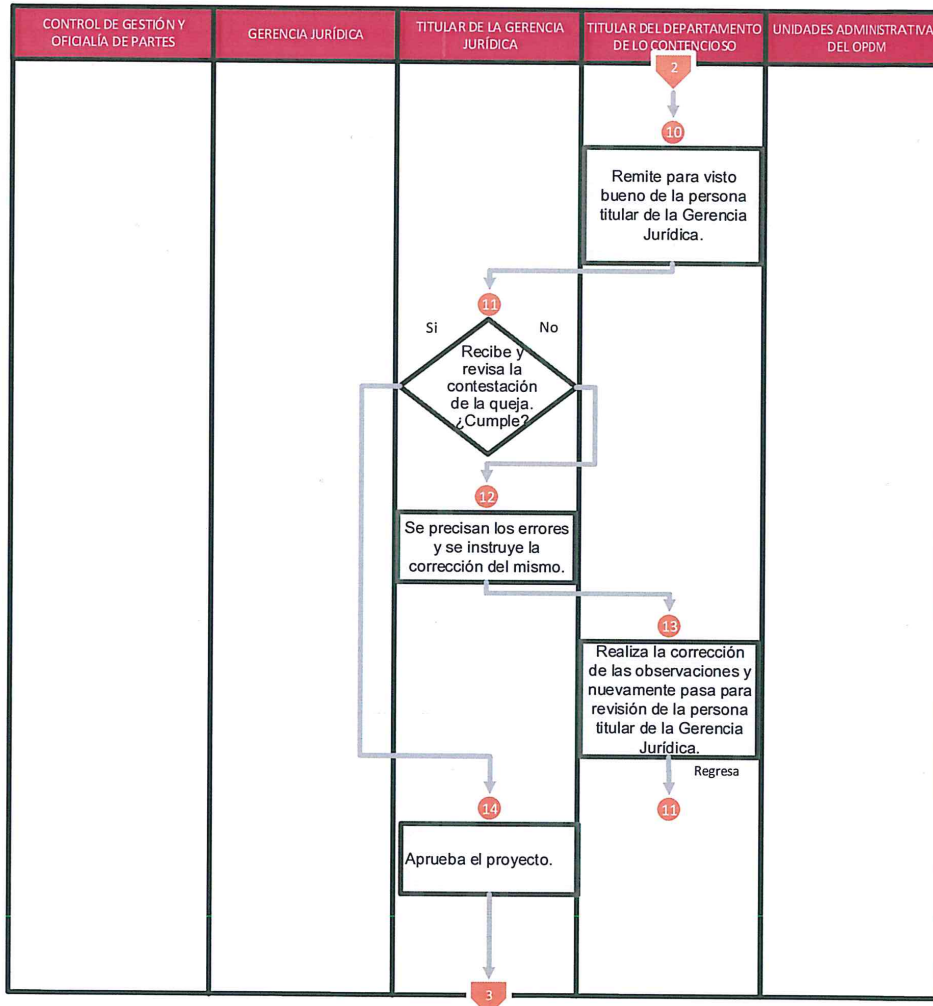 CONTROL DE GESTIÓN Y
OFICIALÍA DE PARTES
GERENCIA JURÍDICA
TITULAR DE LA GERENCIA
JURÍDICA
TITULAR DEL DEPARTAMENTO
DE LO CONTENCIOSO
UNIDADES ADMINISTRATIVA
DEL OPDM
2
10
Remite para visto
bueno de la persona
titular de la Gerencia
Jurídica.
11
Si
No
Recibe y
revisa la
contestación
de la queja.
¿Cumple?
12
Se precisan los errores
y se instruye la
corrección del mismo.
13
Realiza la corrección
de las observaciones y
nuevamente pasa para
revisión de la persona
titular de la Gerencia
Jurídica.
Regresa
11
14
Aprueba el proyecto.
3